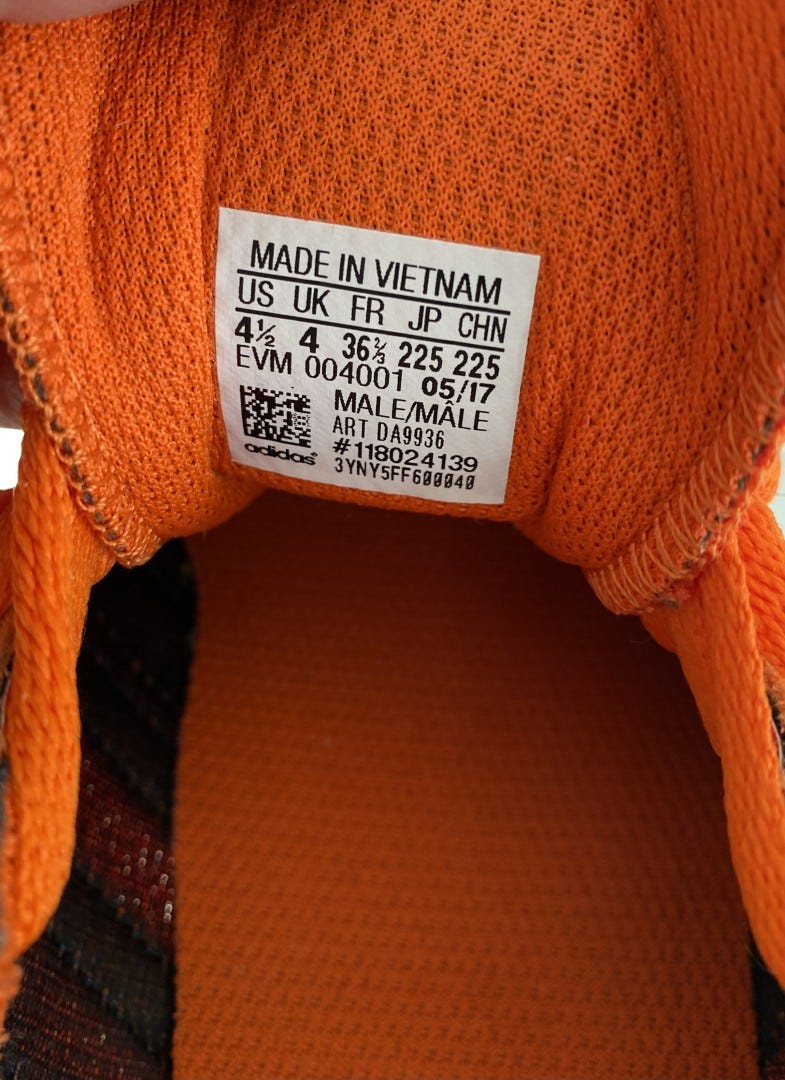 MADE IN VIETNAM
US UK FR JP CHN
4½ 4 36⅔ 225 225
EVM 004001 05/17
MALE/MÂLE
ART DA9936
#118024139
adidas®
3YNY5FF600040